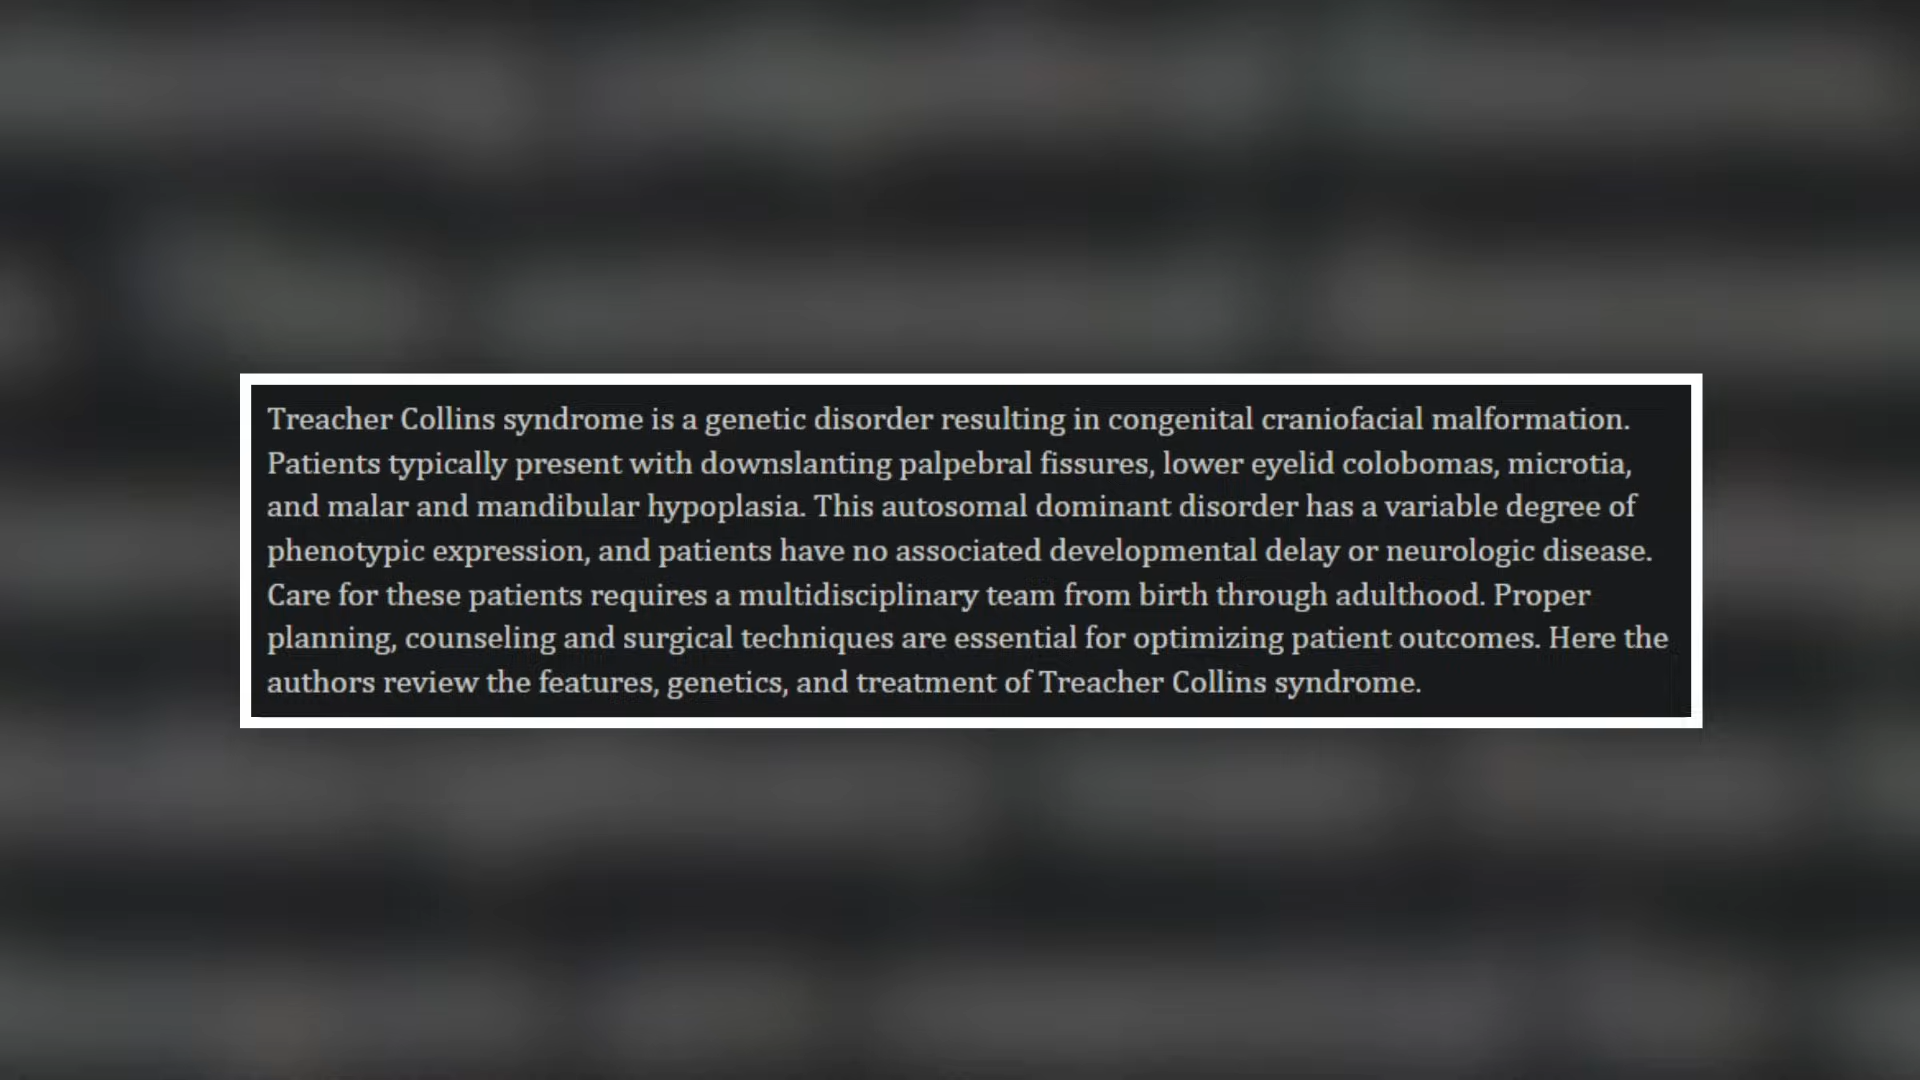 Treacher Collins syndrome is a genetic disorder resulting in congenital craniofacial malformation.
Patients typically present with downslanting palpebral fissures, lower eyelid colobomas, microtia,
and malar and mandibular hypoplasia. This autosomal dominant disorder has a variable degree of
phenotypic expression, and patients have no associated developmental delay or neurologic disease.
Care for these patients requires a multidisciplinary team from birth through adulthood. Proper
planning, counseling and surgical techniques are essential for optimizing patient outcomes. Here the
authors review the features, genetics, and treatment of Treacher Collins syndrome.